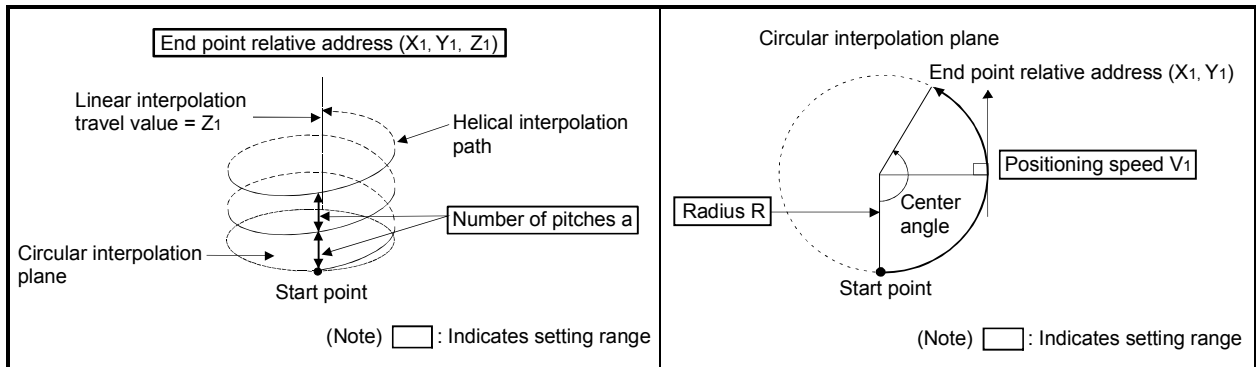 End point relative address (X1, Y1, Z1)
Linear interpolation
travel value = Z1
Helical interpolation
path
Number of pitches a
Circular interpolation
plane
Start point
(Note) : Indicates setting range
Circular interpolation plane
End point relative address (X1, Y1)
Positioning speed V1
Radius R
Center
angle
Start point
(Note) : Indicates setting range